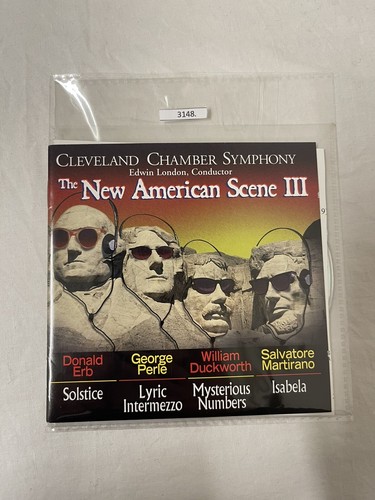 3148.
CLEVELAND CHAMBER SYMPHONY
Edwin London, Conductor
The New American Scene III
9
Donald Erb
George Perle
William Duckworth
Salvatore Martirano
Solstice
Lyric Intermezzo
Mysterious Numbers
Isabela